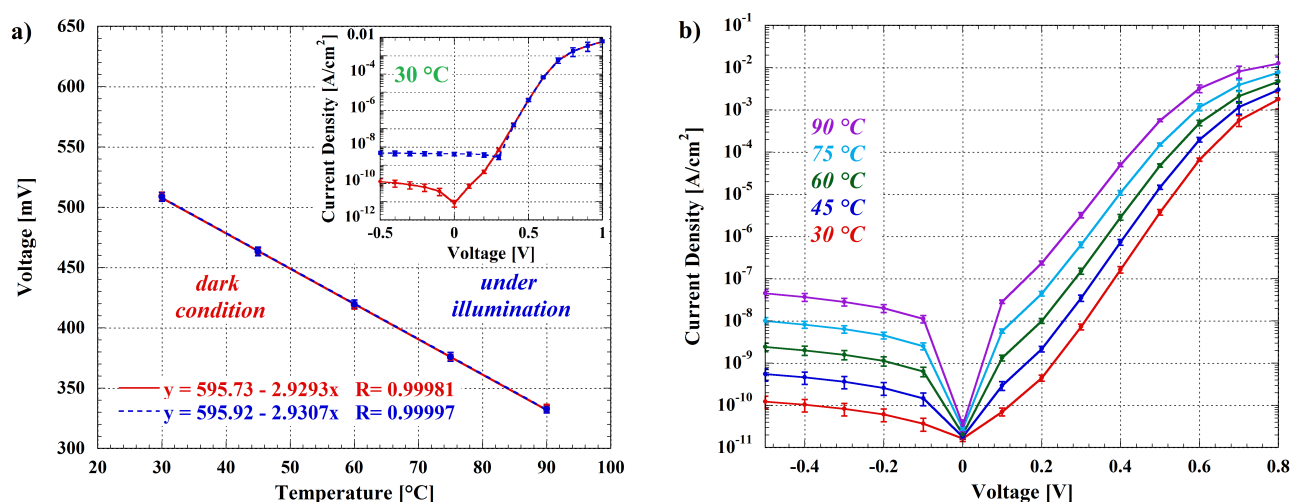 a)
650
600
550
500
450
400
350
300
Voltage [mV]
20 30 40 50 60 70 80 90 100
Temperature [°C]
dark
condition
under
illumination
y = 595.73 - 2.9293x R= 0.99981
y = 595.92 - 2.9307x R= 0.99997
0.01
10⁻⁴
10⁻⁶
10⁻⁸
10⁻¹⁰
10⁻¹²
Current Density [A/cm²]
30 °C
-0.5 0 0.5 1
Voltage [V]
b)
10⁻¹
10⁻²
10⁻³
10⁻⁴
10⁻⁵
10⁻⁶
10⁻⁷
10⁻⁸
10⁻⁹
10⁻¹⁰
10⁻¹¹
Current Density [A/cm²]
90 °C
75 °C
60 °C
45 °C
30 °C
-0.4 -0.2 0 0.2 0.4 0.6 0.8
Voltage [V]